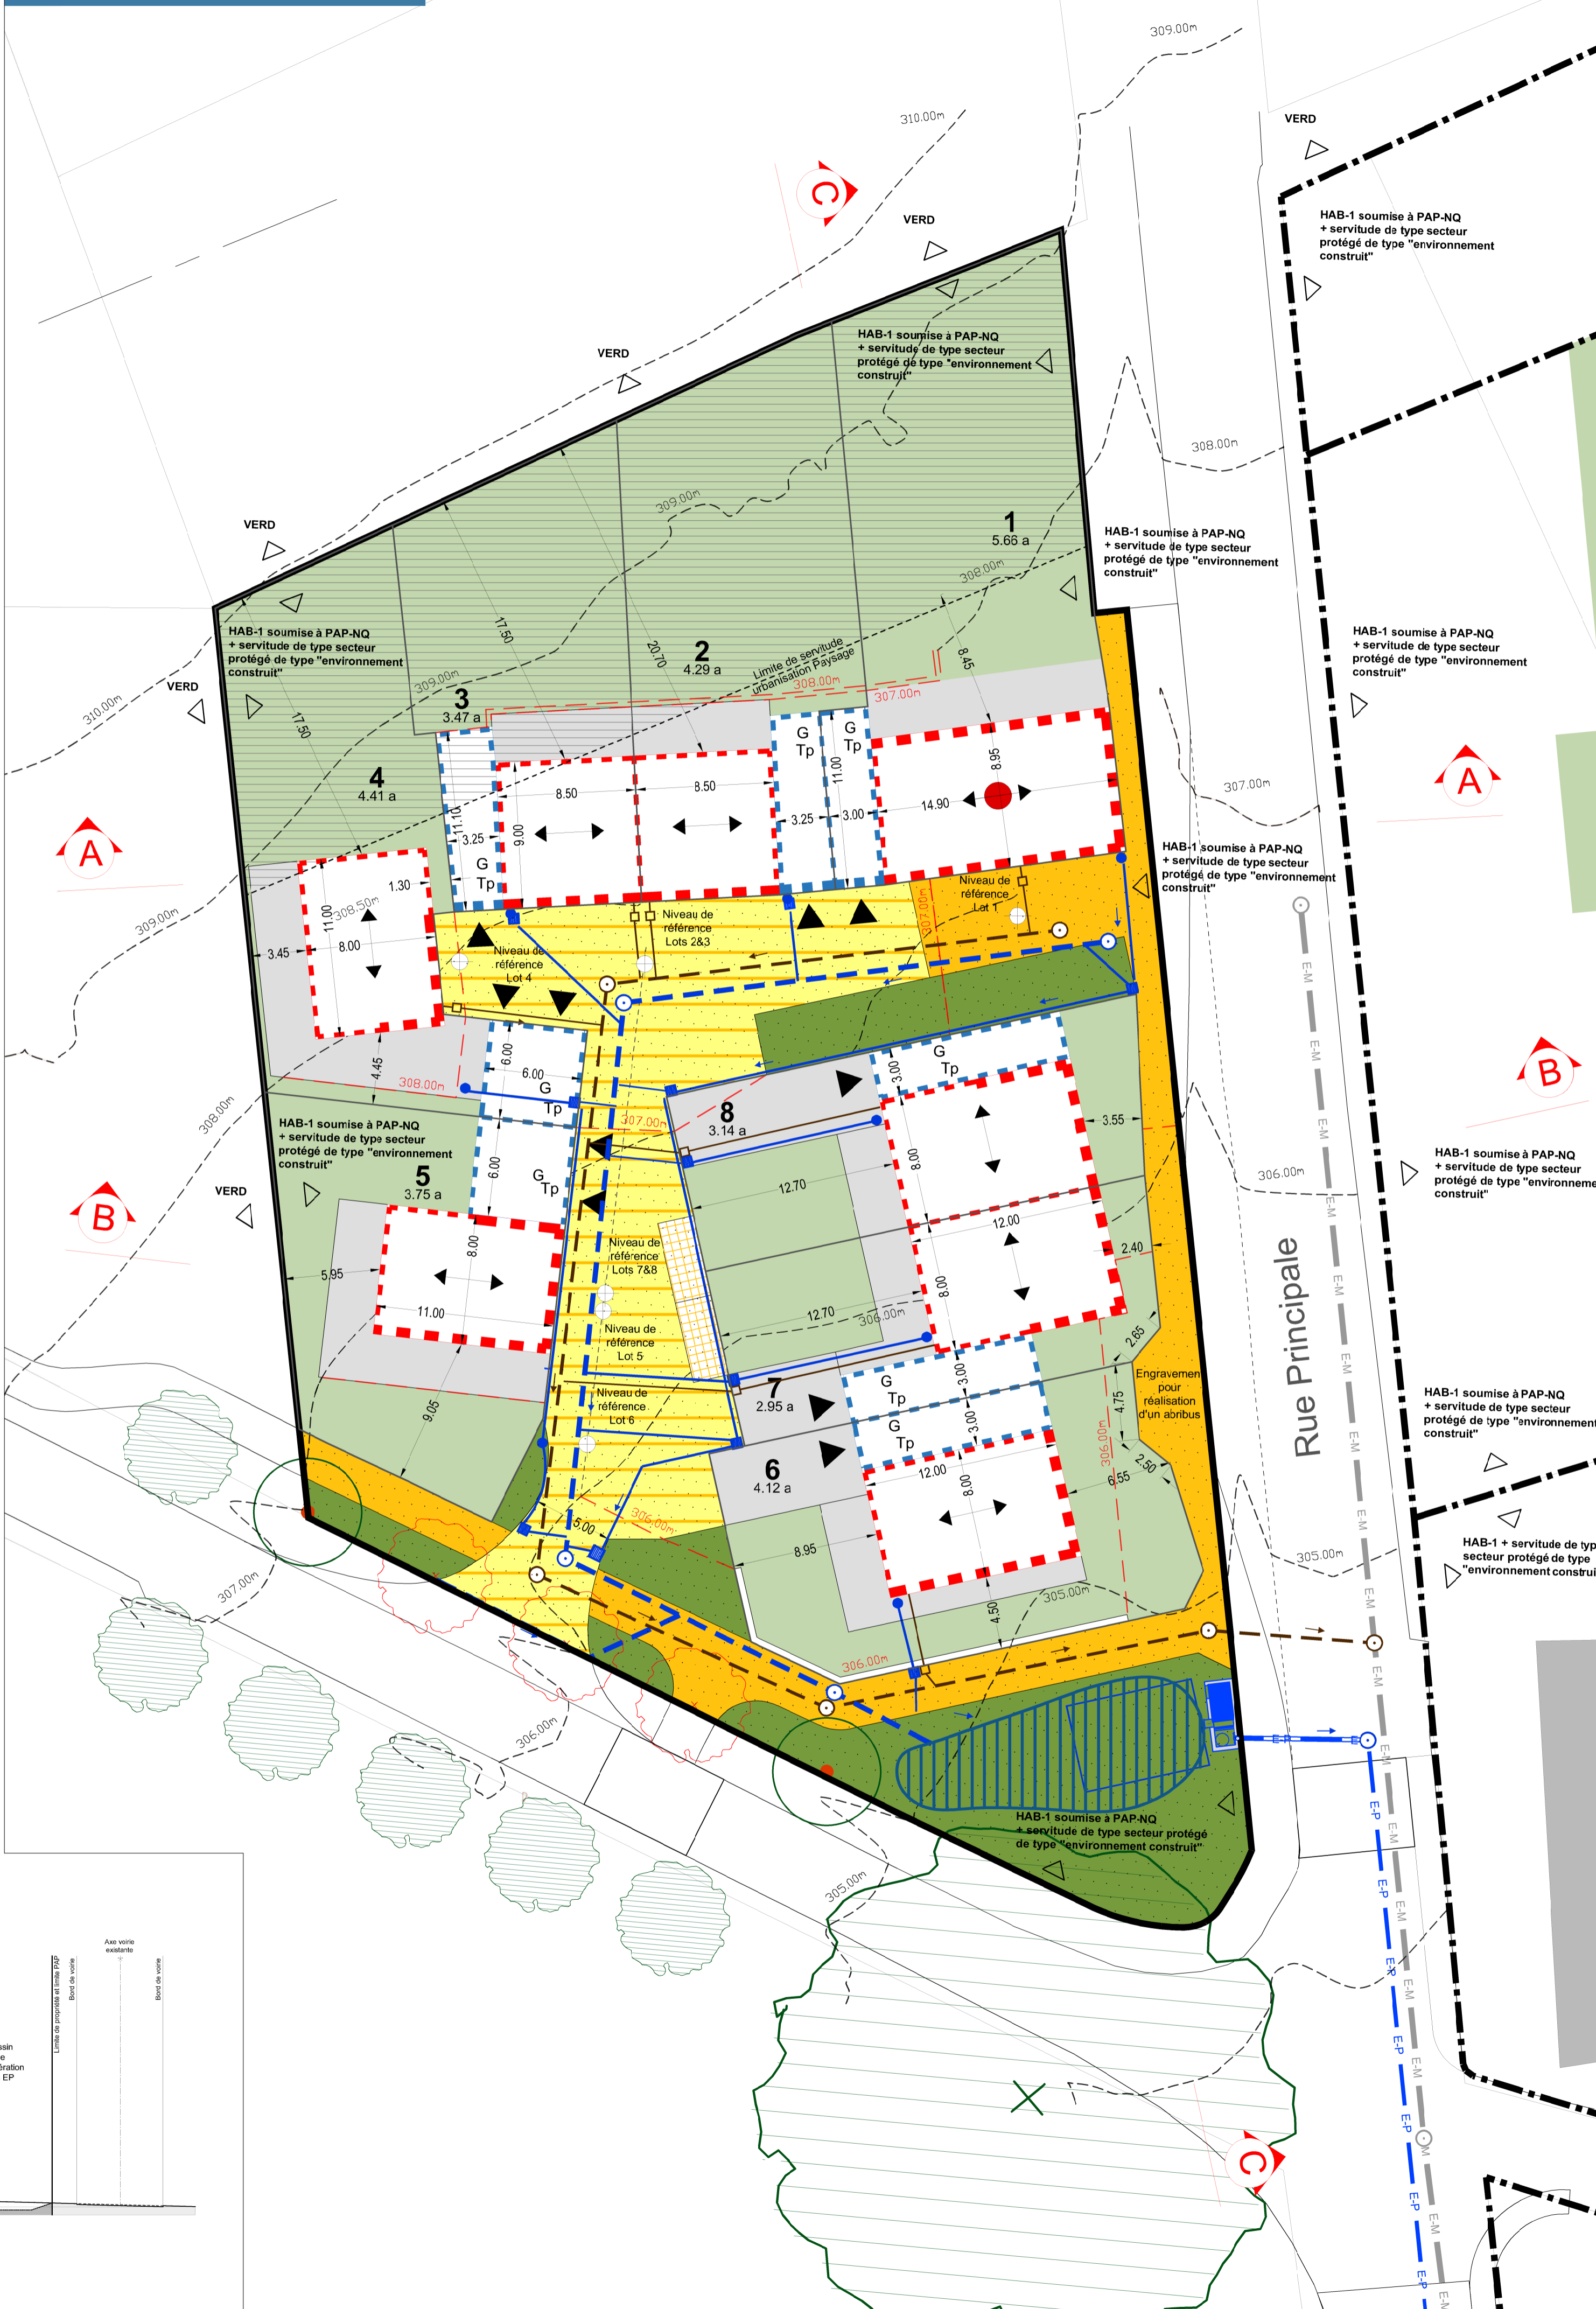 309.00m
310.00m
VERD
C
VERD
HAB-1 soumise à PAP-NQ
+ servitude de type secteur
protégé de type "environnement
construit"
HAB-1 soumise à PAP-NQ
+ servitude de type secteur
protégé de type "environnement
construit"
VERD
308.00m
309.00m
VERD
1
5.66 a
HAB-1 soumise à PAP-NQ
+ servitude de type secteur
protégé de type "environnement
construit"
308.00m
HAB-1 soumise à PAP-NQ
+ servitude de type secteur
protégé de type "environnement
construit"
17.50
20.70
2
4.29 a
Limite de servitude
urbanisation Paysage
8.45
HAB-1 soumise à PAP-NQ
+ servitude de type secteur
protégé de type "environnement
construit"
VERD
310.00m
309.00m
3
3.47 a
308.00m
307.00m
17.50
4
4.41 a
G
Tp
G
Tp
11.00
8.95
307.00m
A
A
8.50
8.50
14.90
3.25
3.00
11.10
3.25
9.00
G
Tp
HAB-1 soumise à PAP-NQ
+ servitude de type secteur
protégé de type "environnement
construit"
1.30
308.50m
11.00
8.00
3.45
309.00m
Niveau de
référence
Lot 1
307.00m
Niveau de
référence
Lots 2&3
Niveau de
référence
Lot 4
E-M
6.00
6.00
G
Tp
4.45
308.00m
308.00m
G
Tp
3.00
B
307.00m
8
3.14 a
3.55
HAB-1 soumise à PAP-NQ
+ servitude de type secteur
protégé de type "environnement
construit"
5
3.75 a
6.00
G
Tp
8.00
12.70
306.00m
HAB-1 soumise à PAP-NQ
+ servitude de type secteur
protégé de type "environneme
construit"
VERD
B
12.00
2.40
8.00
Niveau de
référence
Lots 7&8
5.95
11.00
8.00
12.70
306.00m
Rue Principale
Niveau de
référence
Lot 5
2.65
Engravemen
pour
réalisation
d'un abribus
4.75
3.00
G
Tp
7
2.95 a
Niveau de
référence
Lot 6
9.05
G
Tp
3.00
HAB-1 soumise à PAP-NQ
+ servitude de type secteur
protégé de type "environnement
construit"
306.00m
2.50
6.55
12.00
8.00
6
4.12 a
5.00
306.00m
8.95
HAB-1 + servitude de typ
secteur protégé de type
"environnement construi
305.00m
307.00m
305.00m
4.50
306.00m
306.00m
E-P
HAB-1 soumise à PAP-NQ
+ servitude de type secteur protégé
de type "environnement construit"
305.00m
E-P
E-M
Axe voirie
existante
Limite de propriété et limite PAP
Bord de voirie
Bord de voirie
ssin
e
ération
EP
C
E-P
E-M